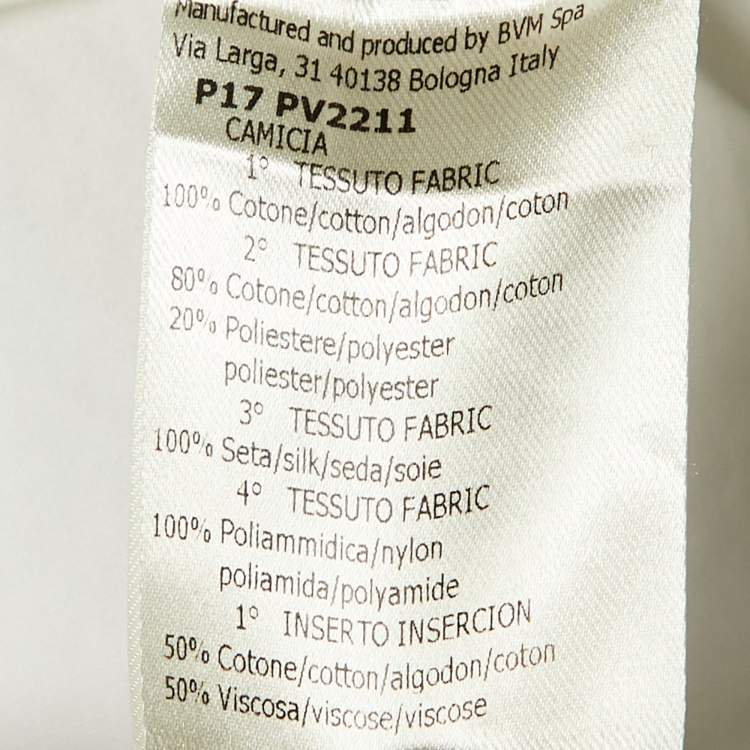 Manufactured and produced by BVM Spa
Via Larga, 31 40138 Bologna Italy
P17 PV2211
CAMICIA
1° TESSUTO FABRIC
100% Cotone/cotton/algodon/coton
2° TESSUTO FABRIC
80% Cotone/cotton/algodon/coton
20% Poliestere/polyester
poliester/polyester
3° TESSUTO FABRIC
100% Seta/silk/seda/soie
4° TESSUTO FABRIC
100% Poliammidica/nylon
poliamida/polyamide
1° INSERTO INSERCION
50% Cotone/cotton/algodon/coton
50% Viscosa/viscose/viscose